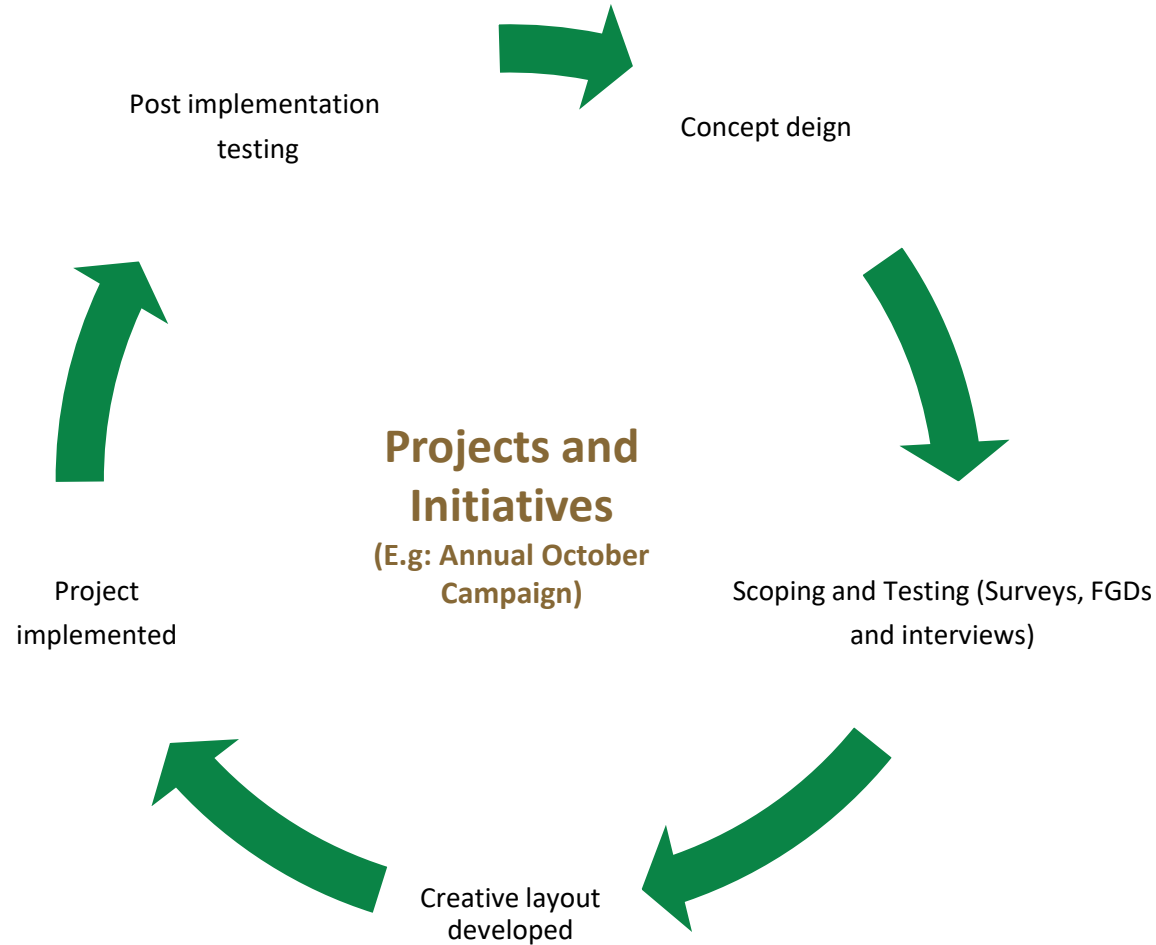 Post implementation
testing
Concept deign
Projects and
Initiatives
(E.g: Annual October
Campaign)
Project
implemented
Scoping and Testing (Surveys, FGDs
and interviews)
Creative layout
developed